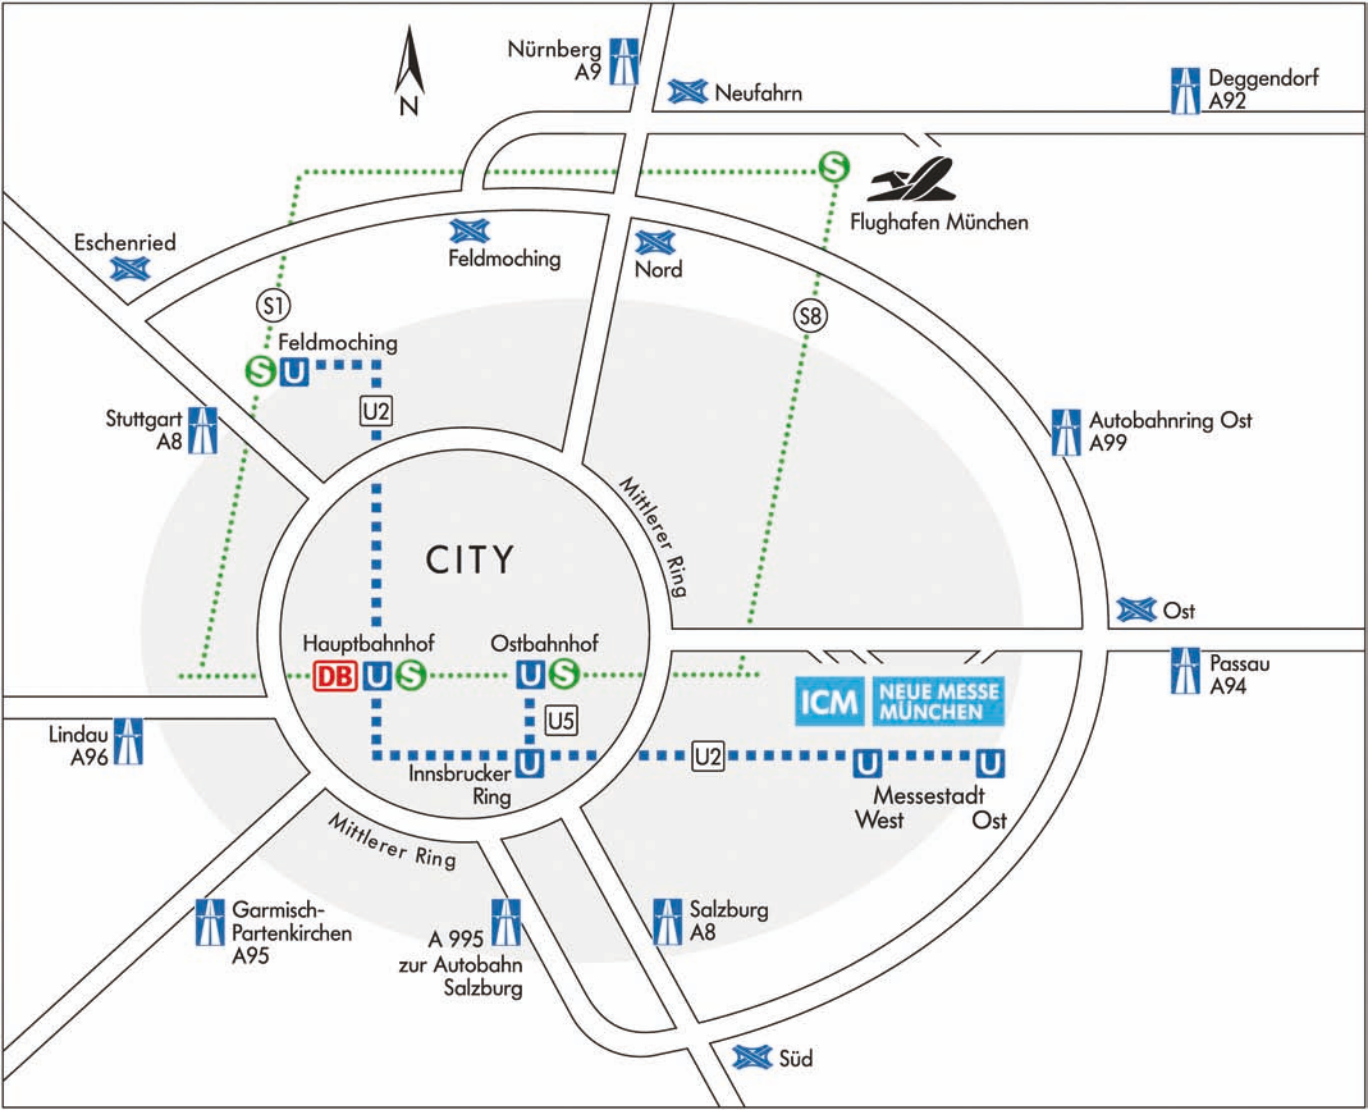 Nürnberg
A9
Neufahrn
Deggendorf
A92
N
S
Flughafen München
Eschenried
Feldmoching
Nord
S1
S8
Feldmoching
S U
U2
Stuttgart
A8
Autobahnring Ost
A99
Mittlerer Ring
CITY
Ost
Hauptbahnhof
DB U S
Ostbahnhof
U S
Passau
A94
ICM
NEUE MESSE
MÜNCHEN
U5
Lindau
A96
Innsbrucker
Ring
U
U2
U
U
Messestadt
West
Ost
Mittlerer Ring
Garmisch-
Partenkirchen
A95
A 995
zur Autobahn
Salzburg
Salzburg
A8
Süd